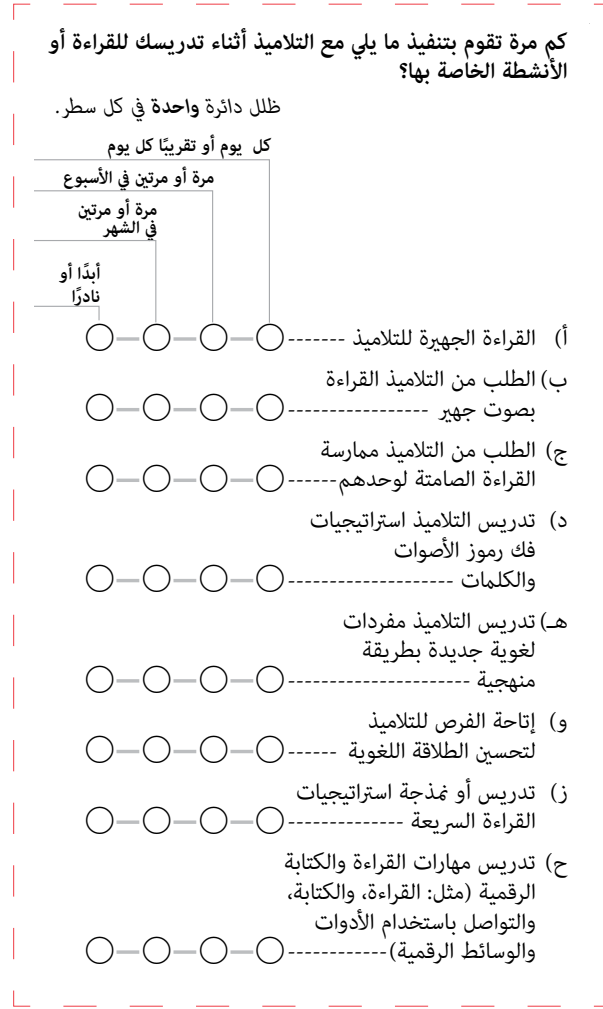 كم مرة تقوم بتنفيذ ما يلي مع التلاميذ أثناء تدريسك للقراءة أو
الأنشطة الخاصة بها؟
ظلل دائرة واحدة في كل سطر.
كل يوم أو تقريبًا كل يوم
مرة أو مرتين في الأسبوع
مرة أو مرتين
في الشهر
أبدًا أو
نادرًا
أ) القراءة الجهيرة للتلاميذ -------
ب) الطلب من التلاميذ القراءة
بصوت جهير -----------------
ج) الطلب من التلاميذ ممارسة
القراءة الصامتة لوحدهم------
د) تدريس التلاميذ استراتيجيات
فك رموز الأصوات
والكلمات --------------------
هـ) تدريس التلاميذ مفردات
لغوية جديدة بطريقة
منهجية ----------------------
و) إتاحة الفرص للتلاميذ
لتحسين الطلاقة اللغوية ------
ز) تدريس أو نمذجة استراتيجيات
القراءة السريعة --------------
ح) تدريس مهارات القراءة والكتابة
الرقمية (مثل: القراءة، والكتابة،
والتواصل باستخدام الأدوات
والوسائط الرقمية)------------